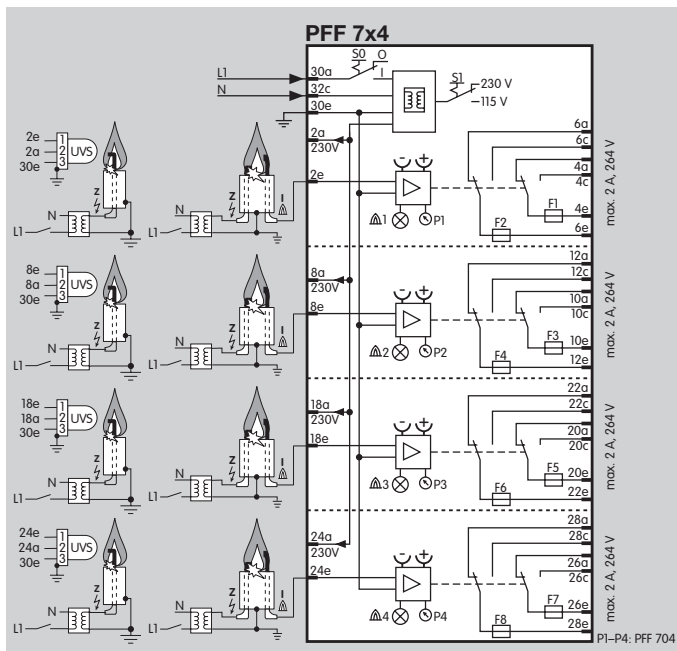 PFF 7x4
S0 O
I
L1
N
30a
32c
30e
S1
230 V
115 V
2e
2a
30e
1
2
3
UVS
N
L1
Z
N
L1
Z
I
2a
230V
2e
- +
1
P1
F1
F2
6a
6c
4a
4c
4e
6e
max. 2 A, 264 V
8e
8a
30e
1
2
3
UVS
N
L1
Z
N
L1
Z
I
8a
230V
8e
- +
2
P2
F3
F4
12a
12c
10a
10c
10e
12e
max. 2 A, 264 V
18e
18a
30e
1
2
3
UVS
N
L1
Z
N
L1
Z
I
18a
230V
18e
- +
3
P3
F5
F6
22a
22c
20a
20c
20e
22e
max. 2 A, 264 V
24e
24a
30e
1
2
3
UVS
N
L1
Z
N
L1
Z
I
24a
230V
24e
- +
4
P4
F7
F8
28a
28c
26a
26c
26e
28e
max. 2 A, 264 V
P1–P4: PFF 704